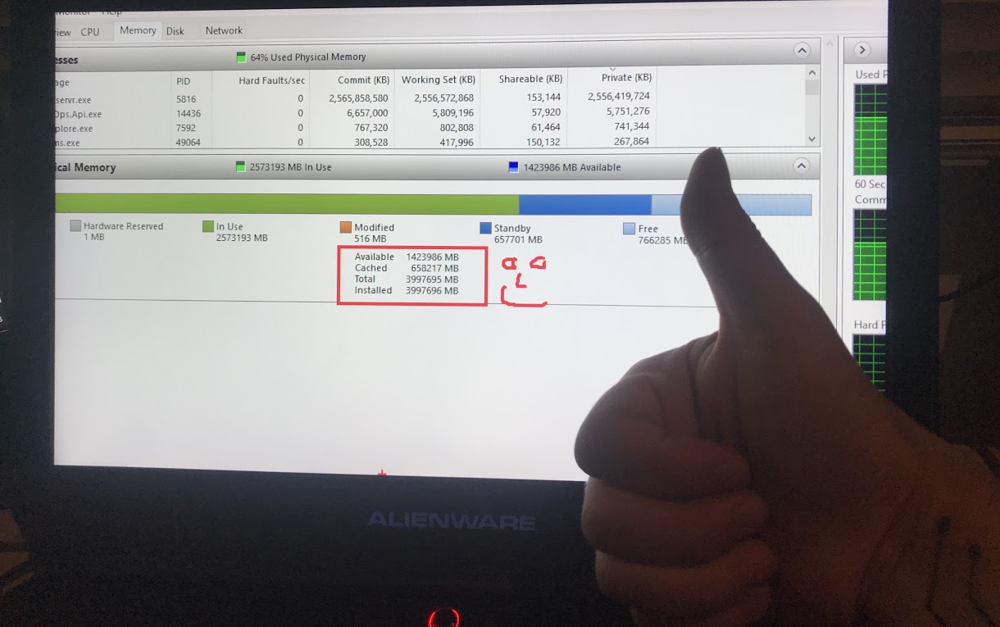 Monitor Help
view CPU Memory Disk Network
esses 64% Used Physical Memory
age PID Hard Faults/sec Commit (KB) Working Set (KB) Shareable (KB) Private (KB)
servr.exe 5816 0 2,565,858,580 2,556,572,868 153,144 2,556,419,724
Ops.Api.exe 14436 0 6,657,000 5,809,196 57,920 5,751,276
plore.exe 7592 0 767,320 802,808 61,464 741,344
ms.exe 49064 0 308,528 417,996 150,132 267,864
ical Memory 2573193 MB In Use 1423986 MB Available
Hardware Reserved
1 MB
In Use
2573193 MB
Modified
516 MB
Standby
657701 MB
Free
766285 MB
Available 1423986 MB
Cached 658217 MB
Total 3997695 MB
Installed 3997696 MB
Used P
60 Sec
Comm
Hard F
ALIENWARE